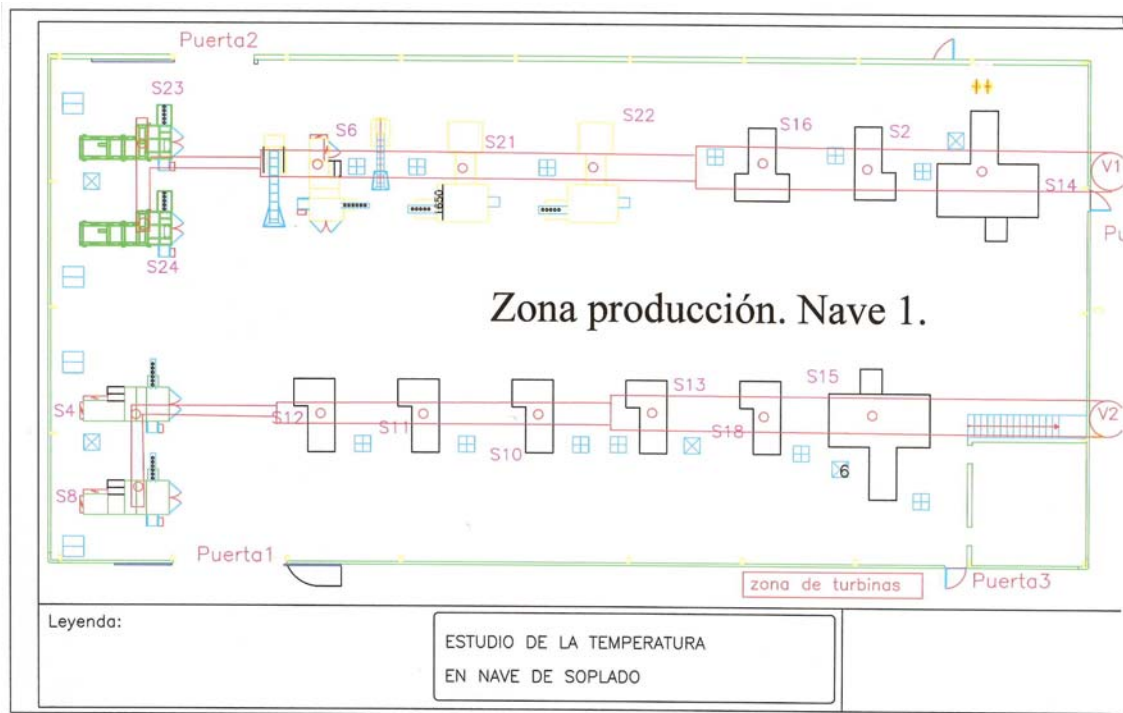 Puerta2
S23
S6
S21
S22
S16
S2
S14
V1
1650
Pu
S24
Zona producción. Nave 1.
S4
S12
S11
S10
S13
S18
S15
V2
6
S8
Puerta1
zona de turbinas
Puerta3
Leyenda:
ESTUDIO DE LA TEMPERATURA
EN NAVE DE SOPLADO